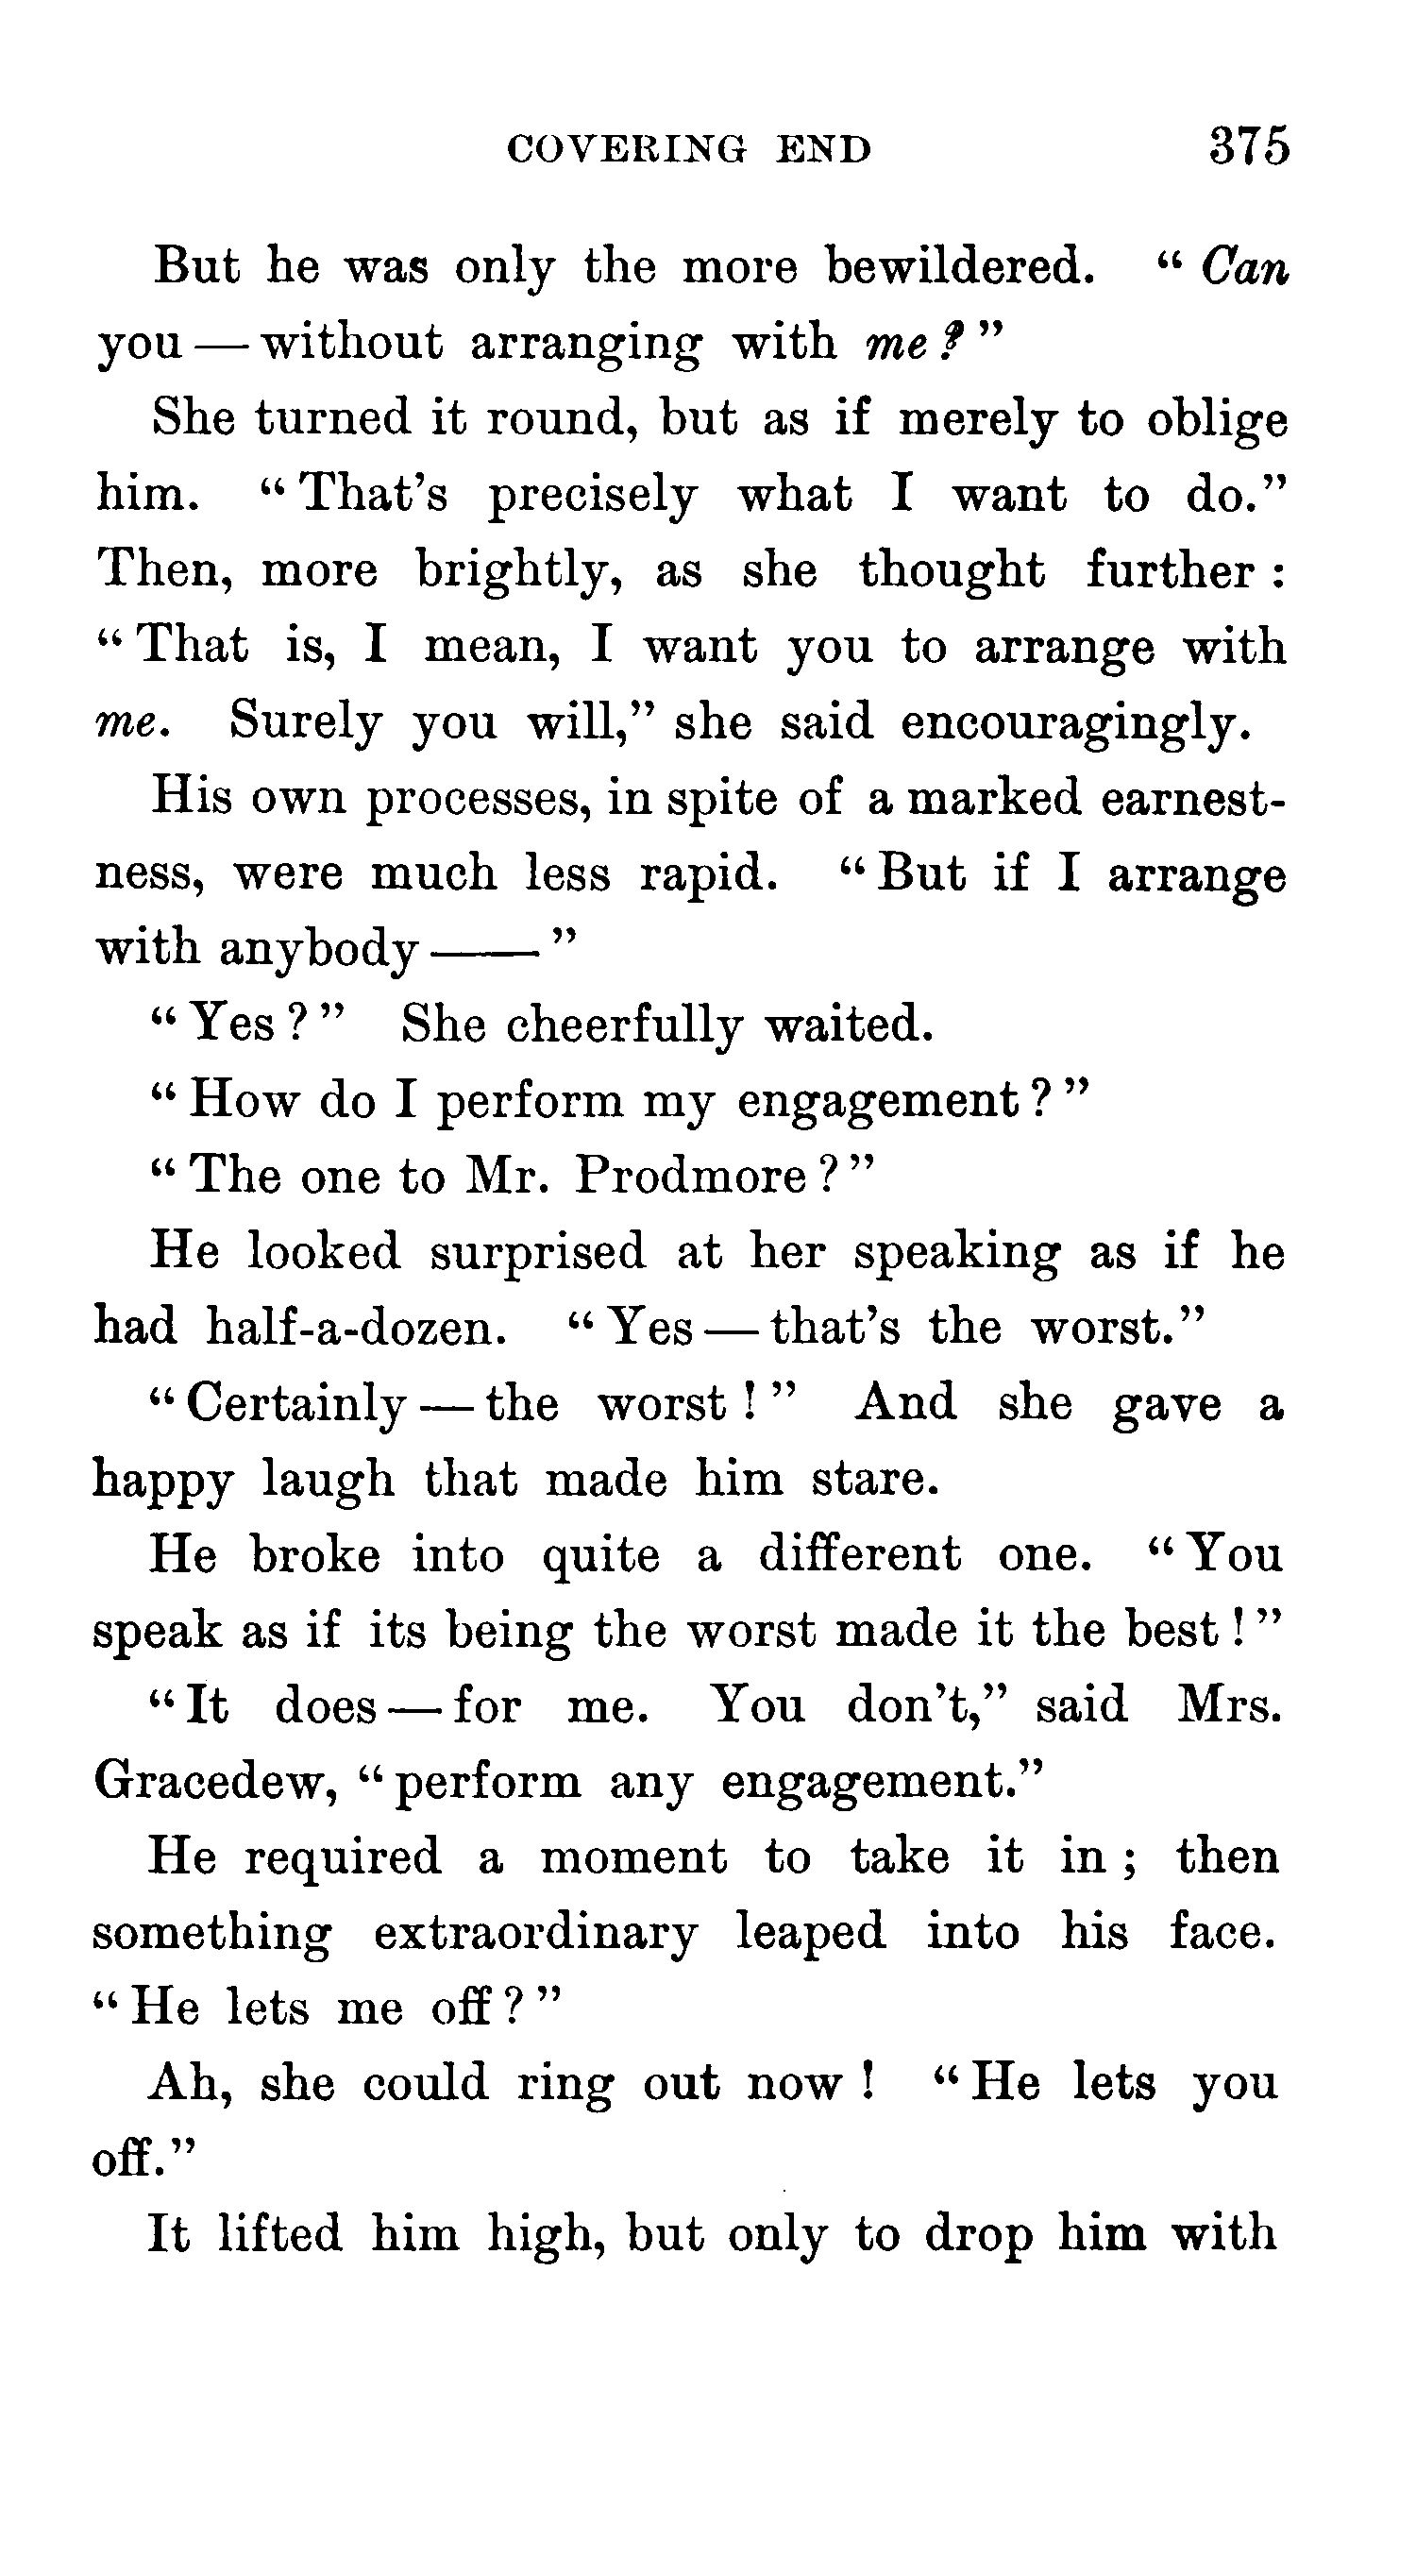 COVERING END 375
But he was only the more bewildered. “Can
you—without arranging with me?”
She turned it round, but as if merely to oblige
him. “That’s precisely what I want to do.”
Then, more brightly, as she thought further:
“That is, I mean, I want you to arrange with
me. Surely you will,” she said encouragingly.
His own processes, in spite of a marked earnest-
ness, were much less rapid. “But if I arrange
with anybody——”
“Yes?” She cheerfully waited.
“How do I perform my engagement?”
“The one to Mr. Prodmore?”
He looked surprised at her speaking as if he
had half-a-dozen. “Yes—that’s the worst.”
“Certainly—the worst!” And she gave a
happy laugh that made him stare.
He broke into quite a different one. “You
speak as if its being the worst made it the best!”
“It does—for me. You don’t,” said Mrs.
Gracedew, “perform any engagement.”
He required a moment to take it in; then
something extraordinary leaped into his face.
“He lets me off?”
Ah, she could ring out now! “He lets you
off.”
It lifted him high, but only to drop him with